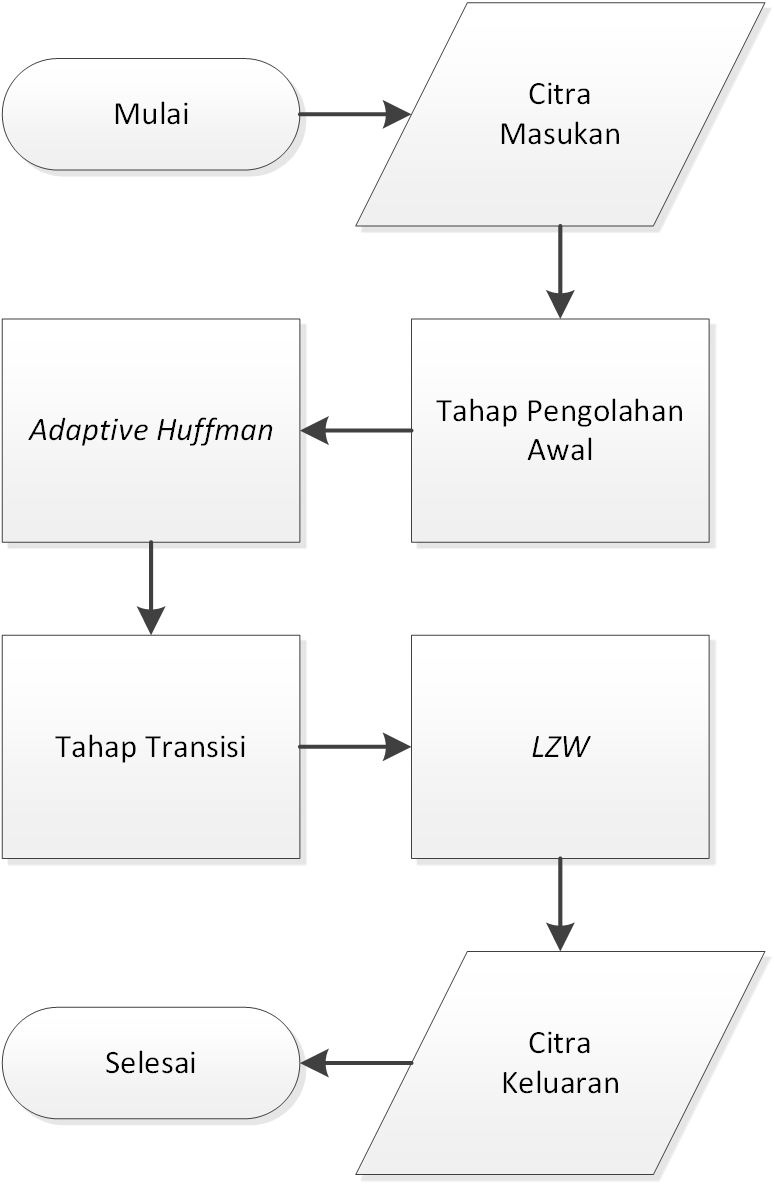 Mulai
Citra
Masukan
Tahap Pengolahan
Awal
Adaptive Huffman
Tahap Transisi
LZW
Citra
Keluaran
Selesai